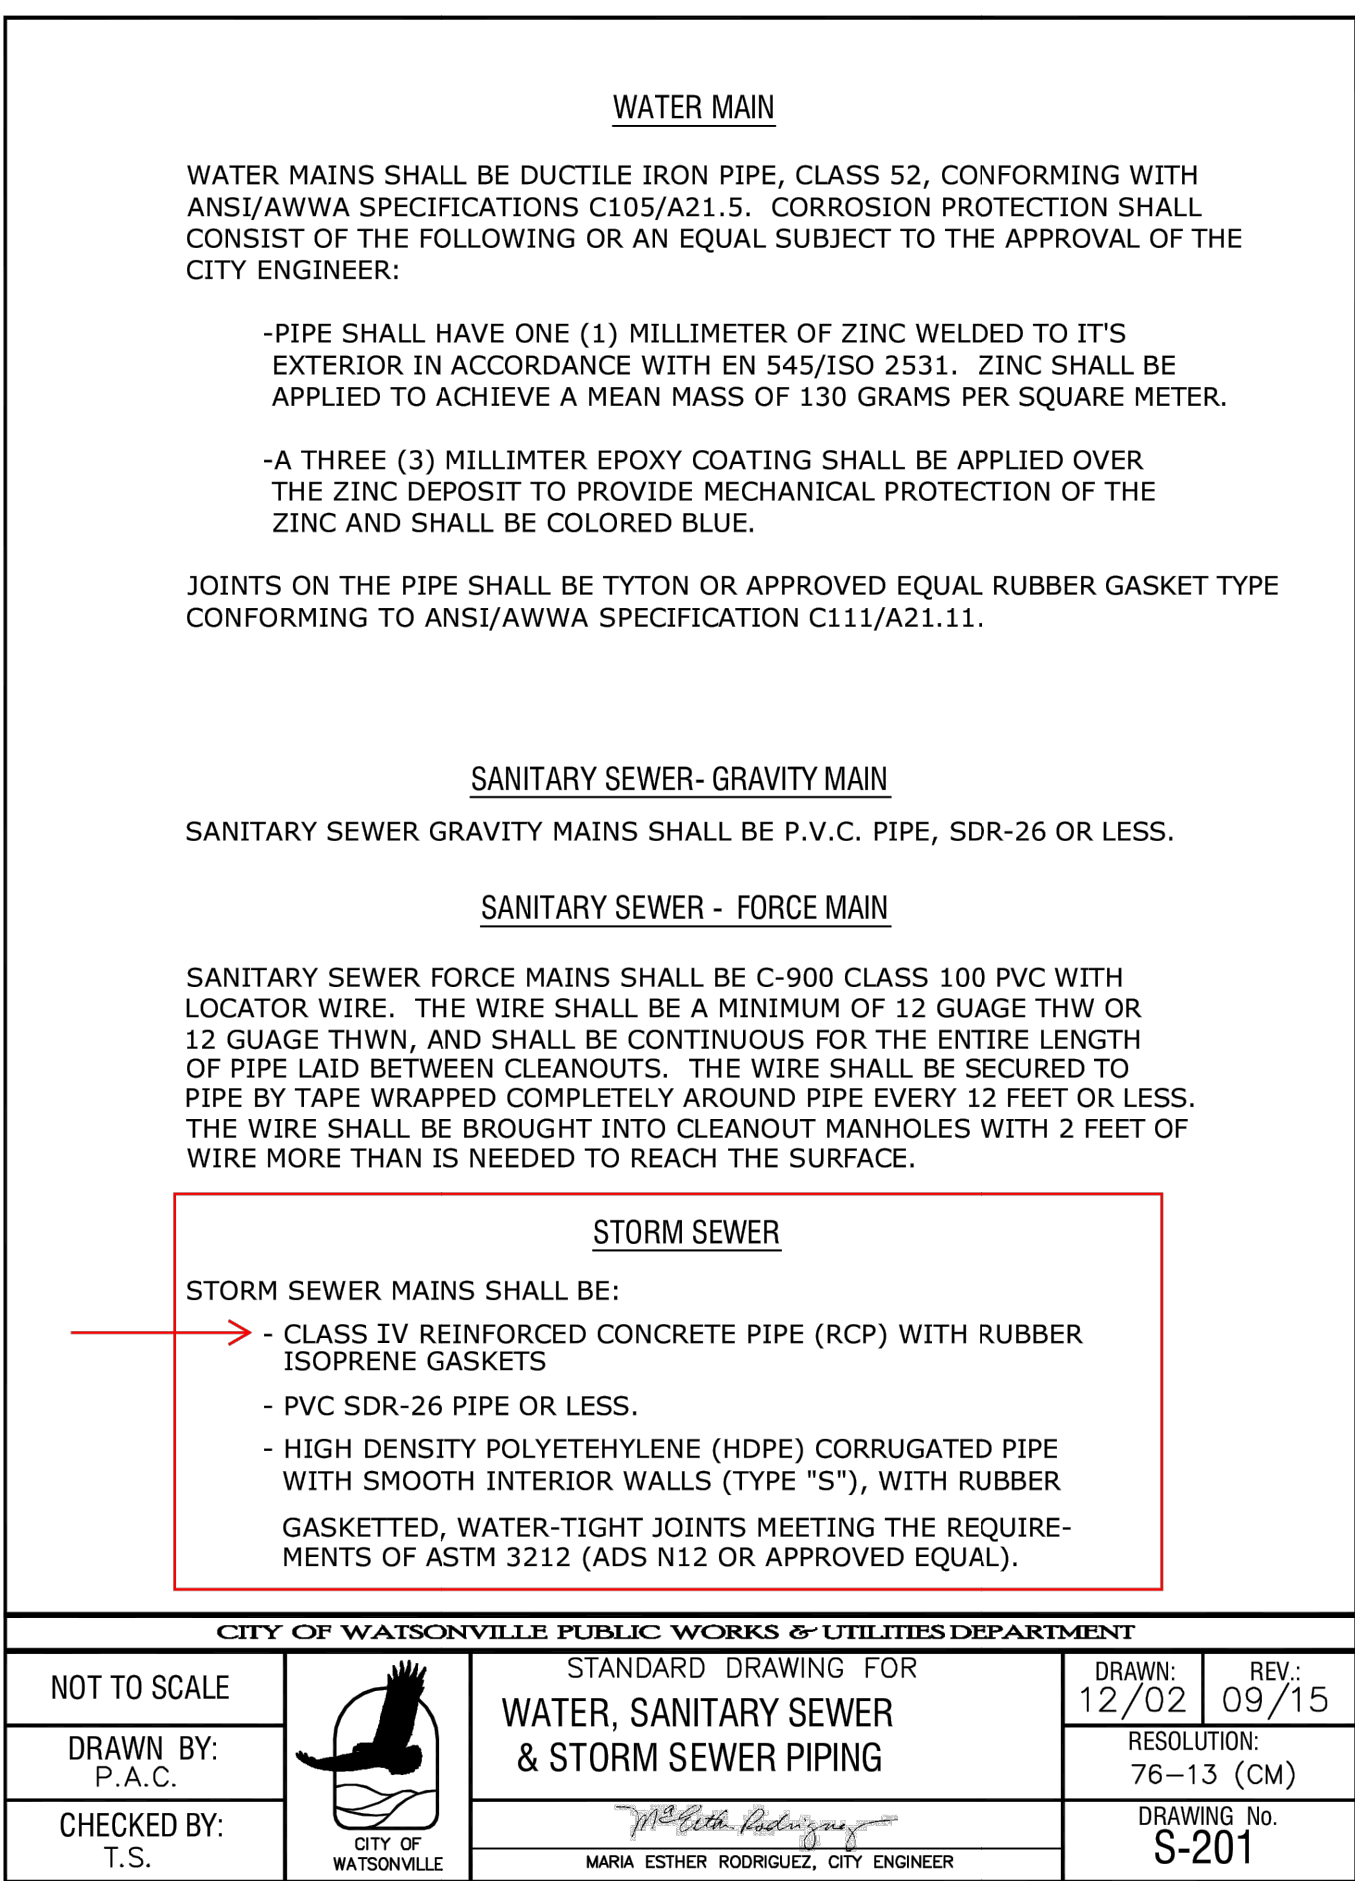 WATER MAIN
WATER MAINS SHALL BE DUCTILE IRON PIPE, CLASS 52, CONFORMING WITH
ANSI/AWWA SPECIFICATIONS C105/A21.5. CORROSION PROTECTION SHALL
CONSIST OF THE FOLLOWING OR AN EQUAL SUBJECT TO THE APPROVAL OF THE
CITY ENGINEER:
-PIPE SHALL HAVE ONE (1) MILLIMETER OF ZINC WELDED TO IT'S
EXTERIOR IN ACCORDANCE WITH EN 545/ISO 2531. ZINC SHALL BE
APPLIED TO ACHIEVE A MEAN MASS OF 130 GRAMS PER SQUARE METER.
-A THREE (3) MILLIMTER EPOXY COATING SHALL BE APPLIED OVER
THE ZINC DEPOSIT TO PROVIDE MECHANICAL PROTECTION OF THE
ZINC AND SHALL BE COLORED BLUE.
JOINTS ON THE PIPE SHALL BE TYTON OR APPROVED EQUAL RUBBER GASKET TYPE
CONFORMING TO ANSI/AWWA SPECIFICATION C111/A21.11.
SANITARY SEWER- GRAVITY MAIN
SANITARY SEWER GRAVITY MAINS SHALL BE P.V.C. PIPE, SDR-26 OR LESS.
SANITARY SEWER - FORCE MAIN
SANITARY SEWER FORCE MAINS SHALL BE C-900 CLASS 100 PVC WITH
LOCATOR WIRE. THE WIRE SHALL BE A MINIMUM OF 12 GUAGE THW OR
12 GUAGE THWN, AND SHALL BE CONTINUOUS FOR THE ENTIRE LENGTH
OF PIPE LAID BETWEEN CLEANOUTS. THE WIRE SHALL BE SECURED TO
PIPE BY TAPE WRAPPED COMPLETELY AROUND PIPE EVERY 12 FEET OR LESS.
THE WIRE SHALL BE BROUGHT INTO CLEANOUT MANHOLES WITH 2 FEET OF
WIRE MORE THAN IS NEEDED TO REACH THE SURFACE.
STORM SEWER
STORM SEWER MAINS SHALL BE:
- CLASS IV REINFORCED CONCRETE PIPE (RCP) WITH RUBBER
ISOPRENE GASKETS
- PVC SDR-26 PIPE OR LESS.
- HIGH DENSITY POLYETEHYLENE (HDPE) CORRUGATED PIPE
WITH SMOOTH INTERIOR WALLS (TYPE "S"), WITH RUBBER
GASKETTED, WATER-TIGHT JOINTS MEETING THE REQUIRE-
MENTS OF ASTM 3212 (ADS N12 OR APPROVED EQUAL).
CITY OF WATSONVILLE PUBLIC WORKS & UTILITIES DEPARTMENT
NOT TO SCALE
DRAWN BY:
P.A.C.
CHECKED BY:
T.S.
CITY OF
WATSONVILLE
STANDARD DRAWING FOR
WATER, SANITARY SEWER
& STORM SEWER PIPING
Mª Esther Rodriguez
MARIA ESTHER RODRIGUEZ, CITY ENGINEER
DRAWN:
12/02
REV.:
09/15
RESOLUTION:
76-13 (CM)
DRAWING No.
S-201